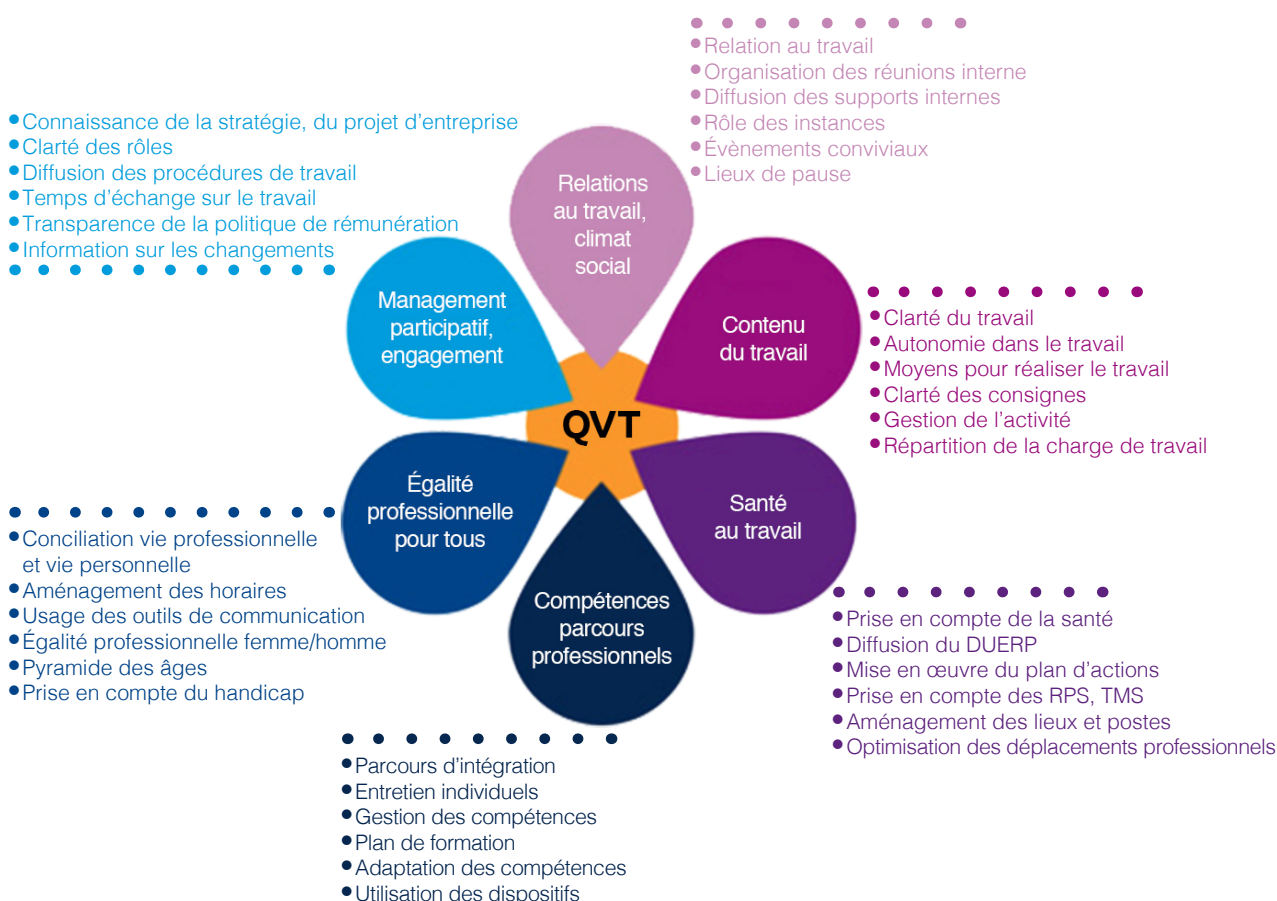 Relation au travail
Organisation des réunions interne
Diffusion des supports internes
Rôle des instances
Évènements conviviaux
Lieux de pause
Connaissance de la stratégie, du projet d'entreprise
Clarté des rôles
Diffusion des procédures de travail
Temps d'échange sur le travail
Transparence de la politique de rémunération
Information sur les changements
Relations
au travail,
climat
social
Management
participatif,
engagement
Contenu
du travail
Clarté du travail
Autonomie dans le travail
Moyens pour réaliser le travail
Clarté des consignes
Gestion de l'activité
Répartition de la charge de travail
QVT
Égalité
professionnelle
pour tous
Santé
au travail
Conciliation vie professionnelle
et vie personnelle
Aménagement des horaires
Usage des outils de communication
Égalité professionnelle femme/homme
Pyramide des âges
Prise en compte du handicap
Compétences
parcours
professionnels
Prise en compte de la santé
Diffusion du DUERP
Mise en œuvre du plan d'actions
Prise en compte des RPS, TMS
Aménagement des lieux et postes
Optimisation des déplacements professionnels
Parcours d'intégration
Entretien individuels
Gestion des compétences
Plan de formation
Adaptation des compétences
Utilisation des dispositifs